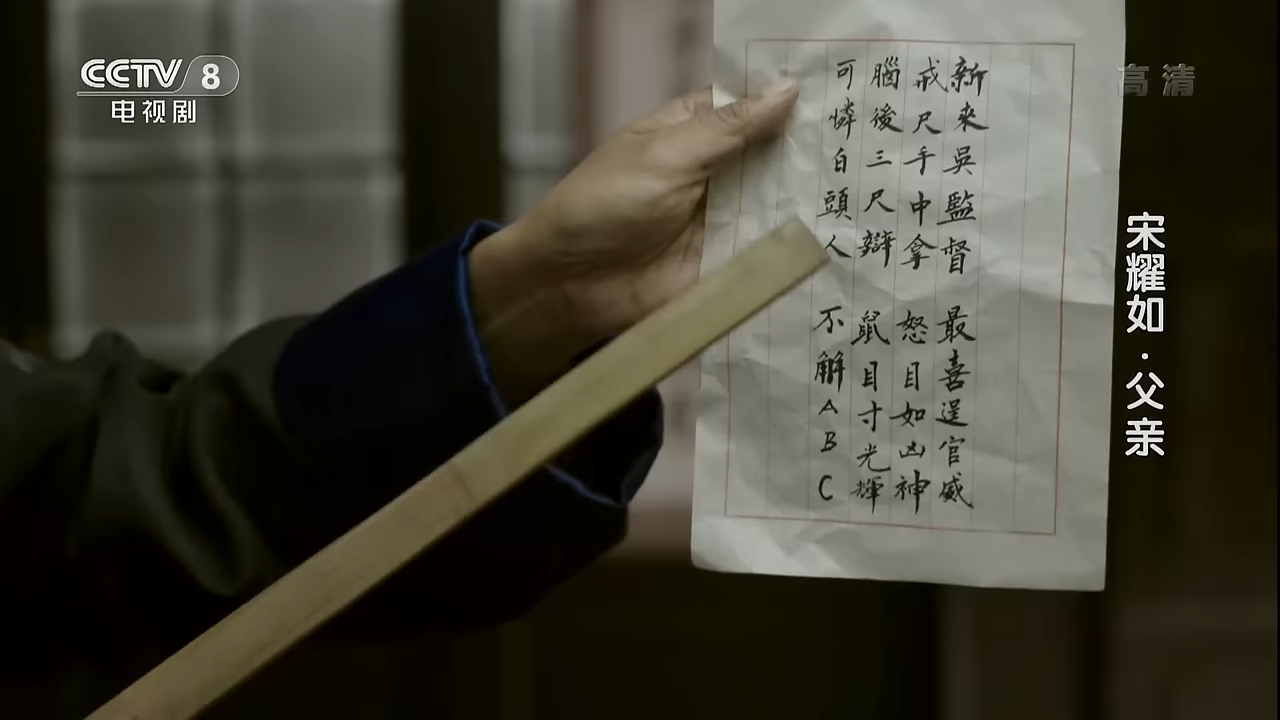 CCTV 8
电视剧
高清
新來吳監督 最喜逞官威
戒尺手中拿 怒目如凶神
腦後三尺辮 鼠目寸光輝
可憐白頭人 不解ABC
宋耀如·父亲